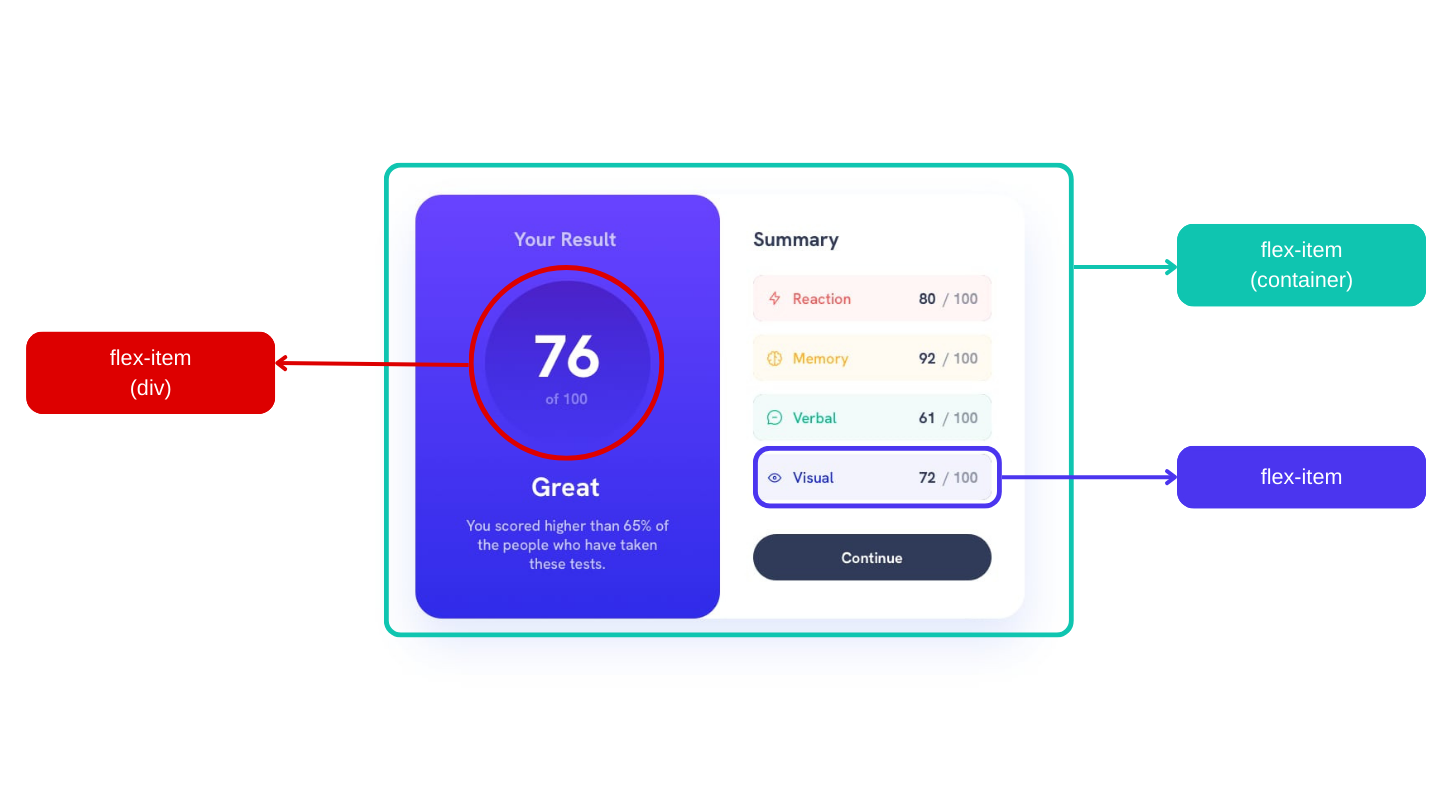 Your Result
76
of 100
Great
You scored higher than 65% of
the people who have taken
these tests.
Summary
Reaction 80 / 100
Memory 92 / 100
Verbal 61 / 100
Visual 72 / 100
Continue
flex-item
(div)
flex-item
(container)
flex-item